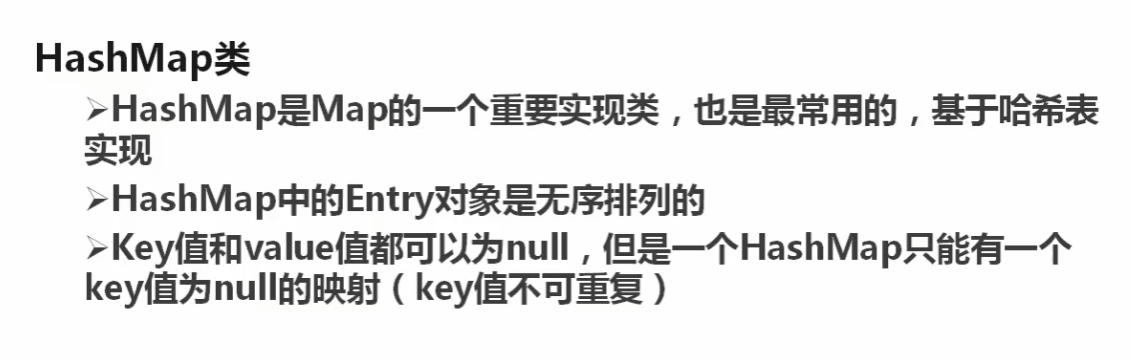 HashMap类
➢HashMap是Map的一个重要实现类，也是最常用的，基于哈希表
实现
➢HashMap中的Entry对象是无序排列的
➢Key值和value值都可以为null，但是一个HashMap只能有一个
key值为null的映射（key值不可重复）